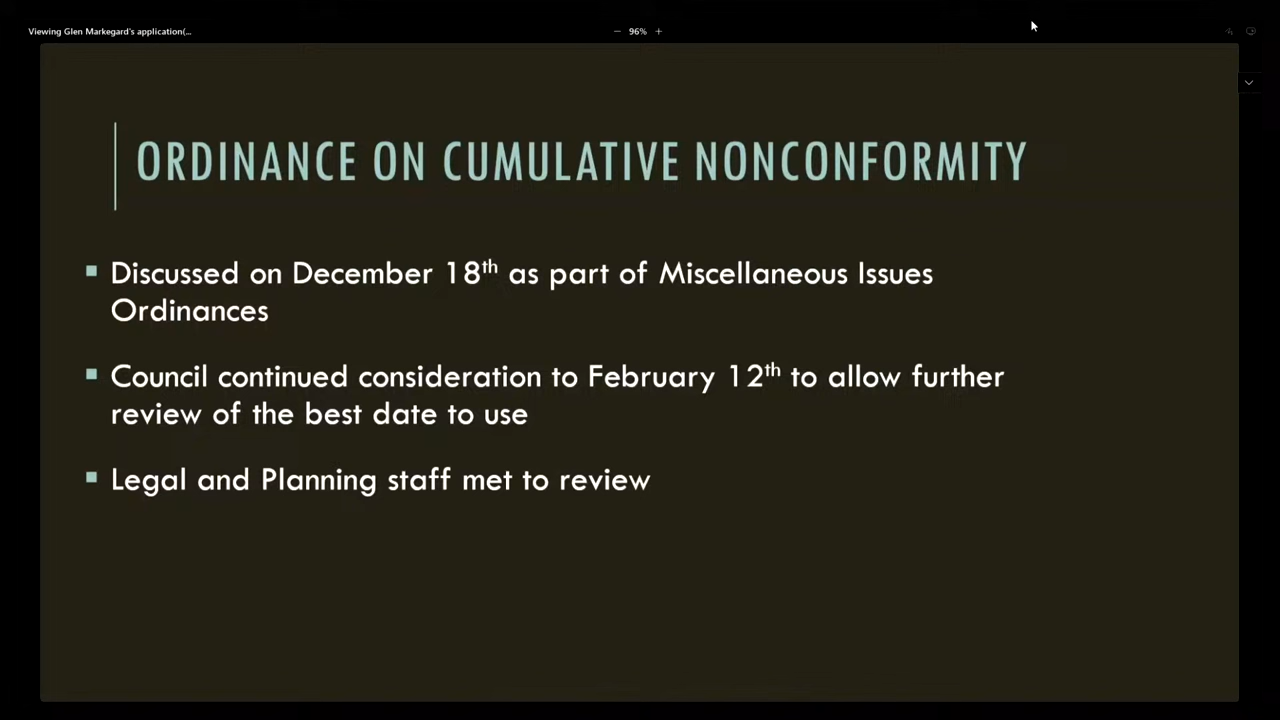 Viewing Glen Markegard's application(...
− 96% +
ORDINANCE ON CUMULATIVE NONCONFORMITY
▪ Discussed on December 18th as part of Miscellaneous Issues
Ordinances
▪ Council continued consideration to February 12th to allow further
review of the best date to use
▪ Legal and Planning staff met to review